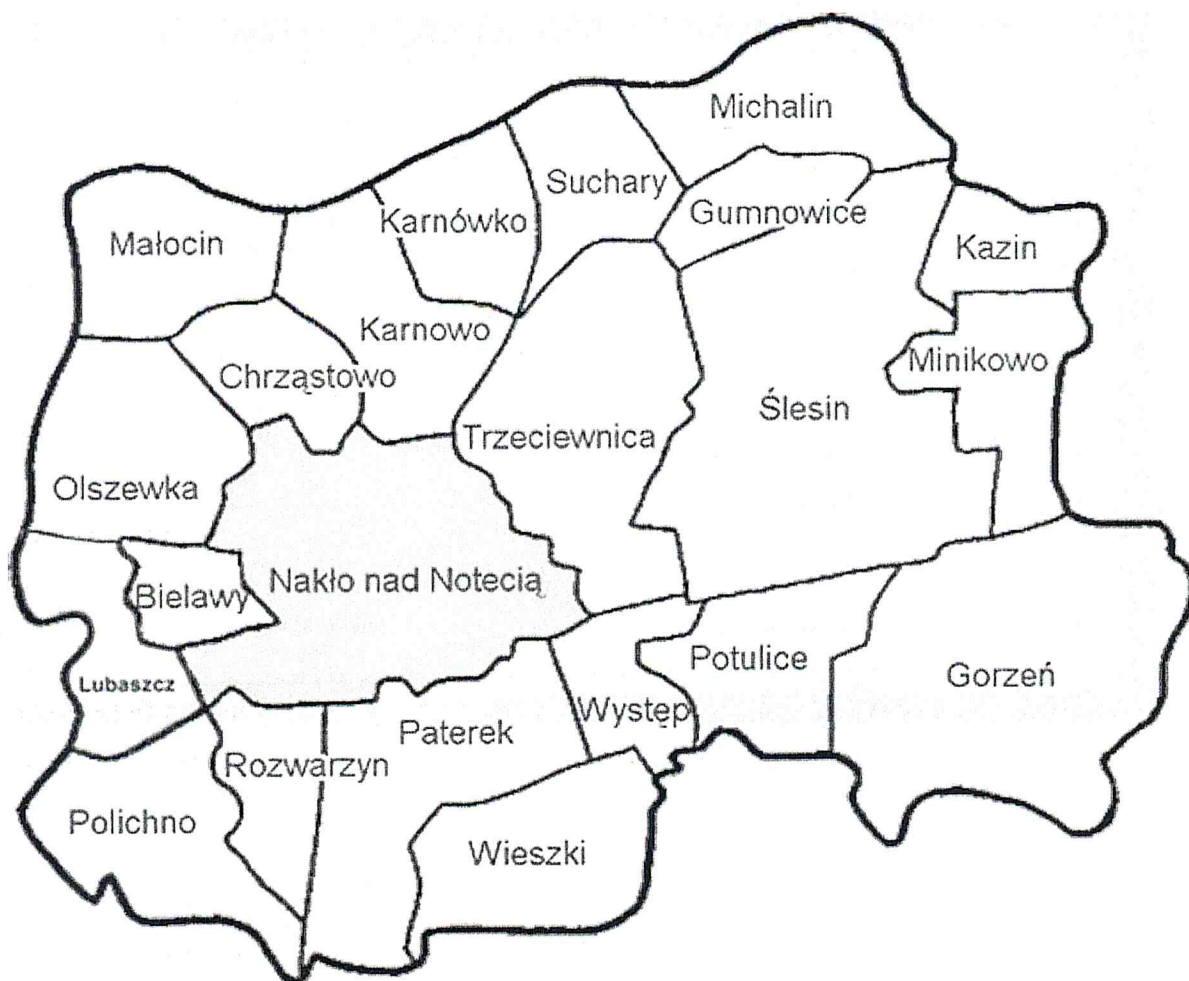 Michalin
Suchary
Karnówko
Gumnowice
Małocin
Kazin
Karnowo
Minikowo
Chrząstowo
Ślesin
Trzeciewnica
Olszewka
Nakło nad Notecią
Bielawy
Potulice
Gorzeń
Lubaszcz
Występ
Paterek
Rozwarzyn
Polichno
Wieszki